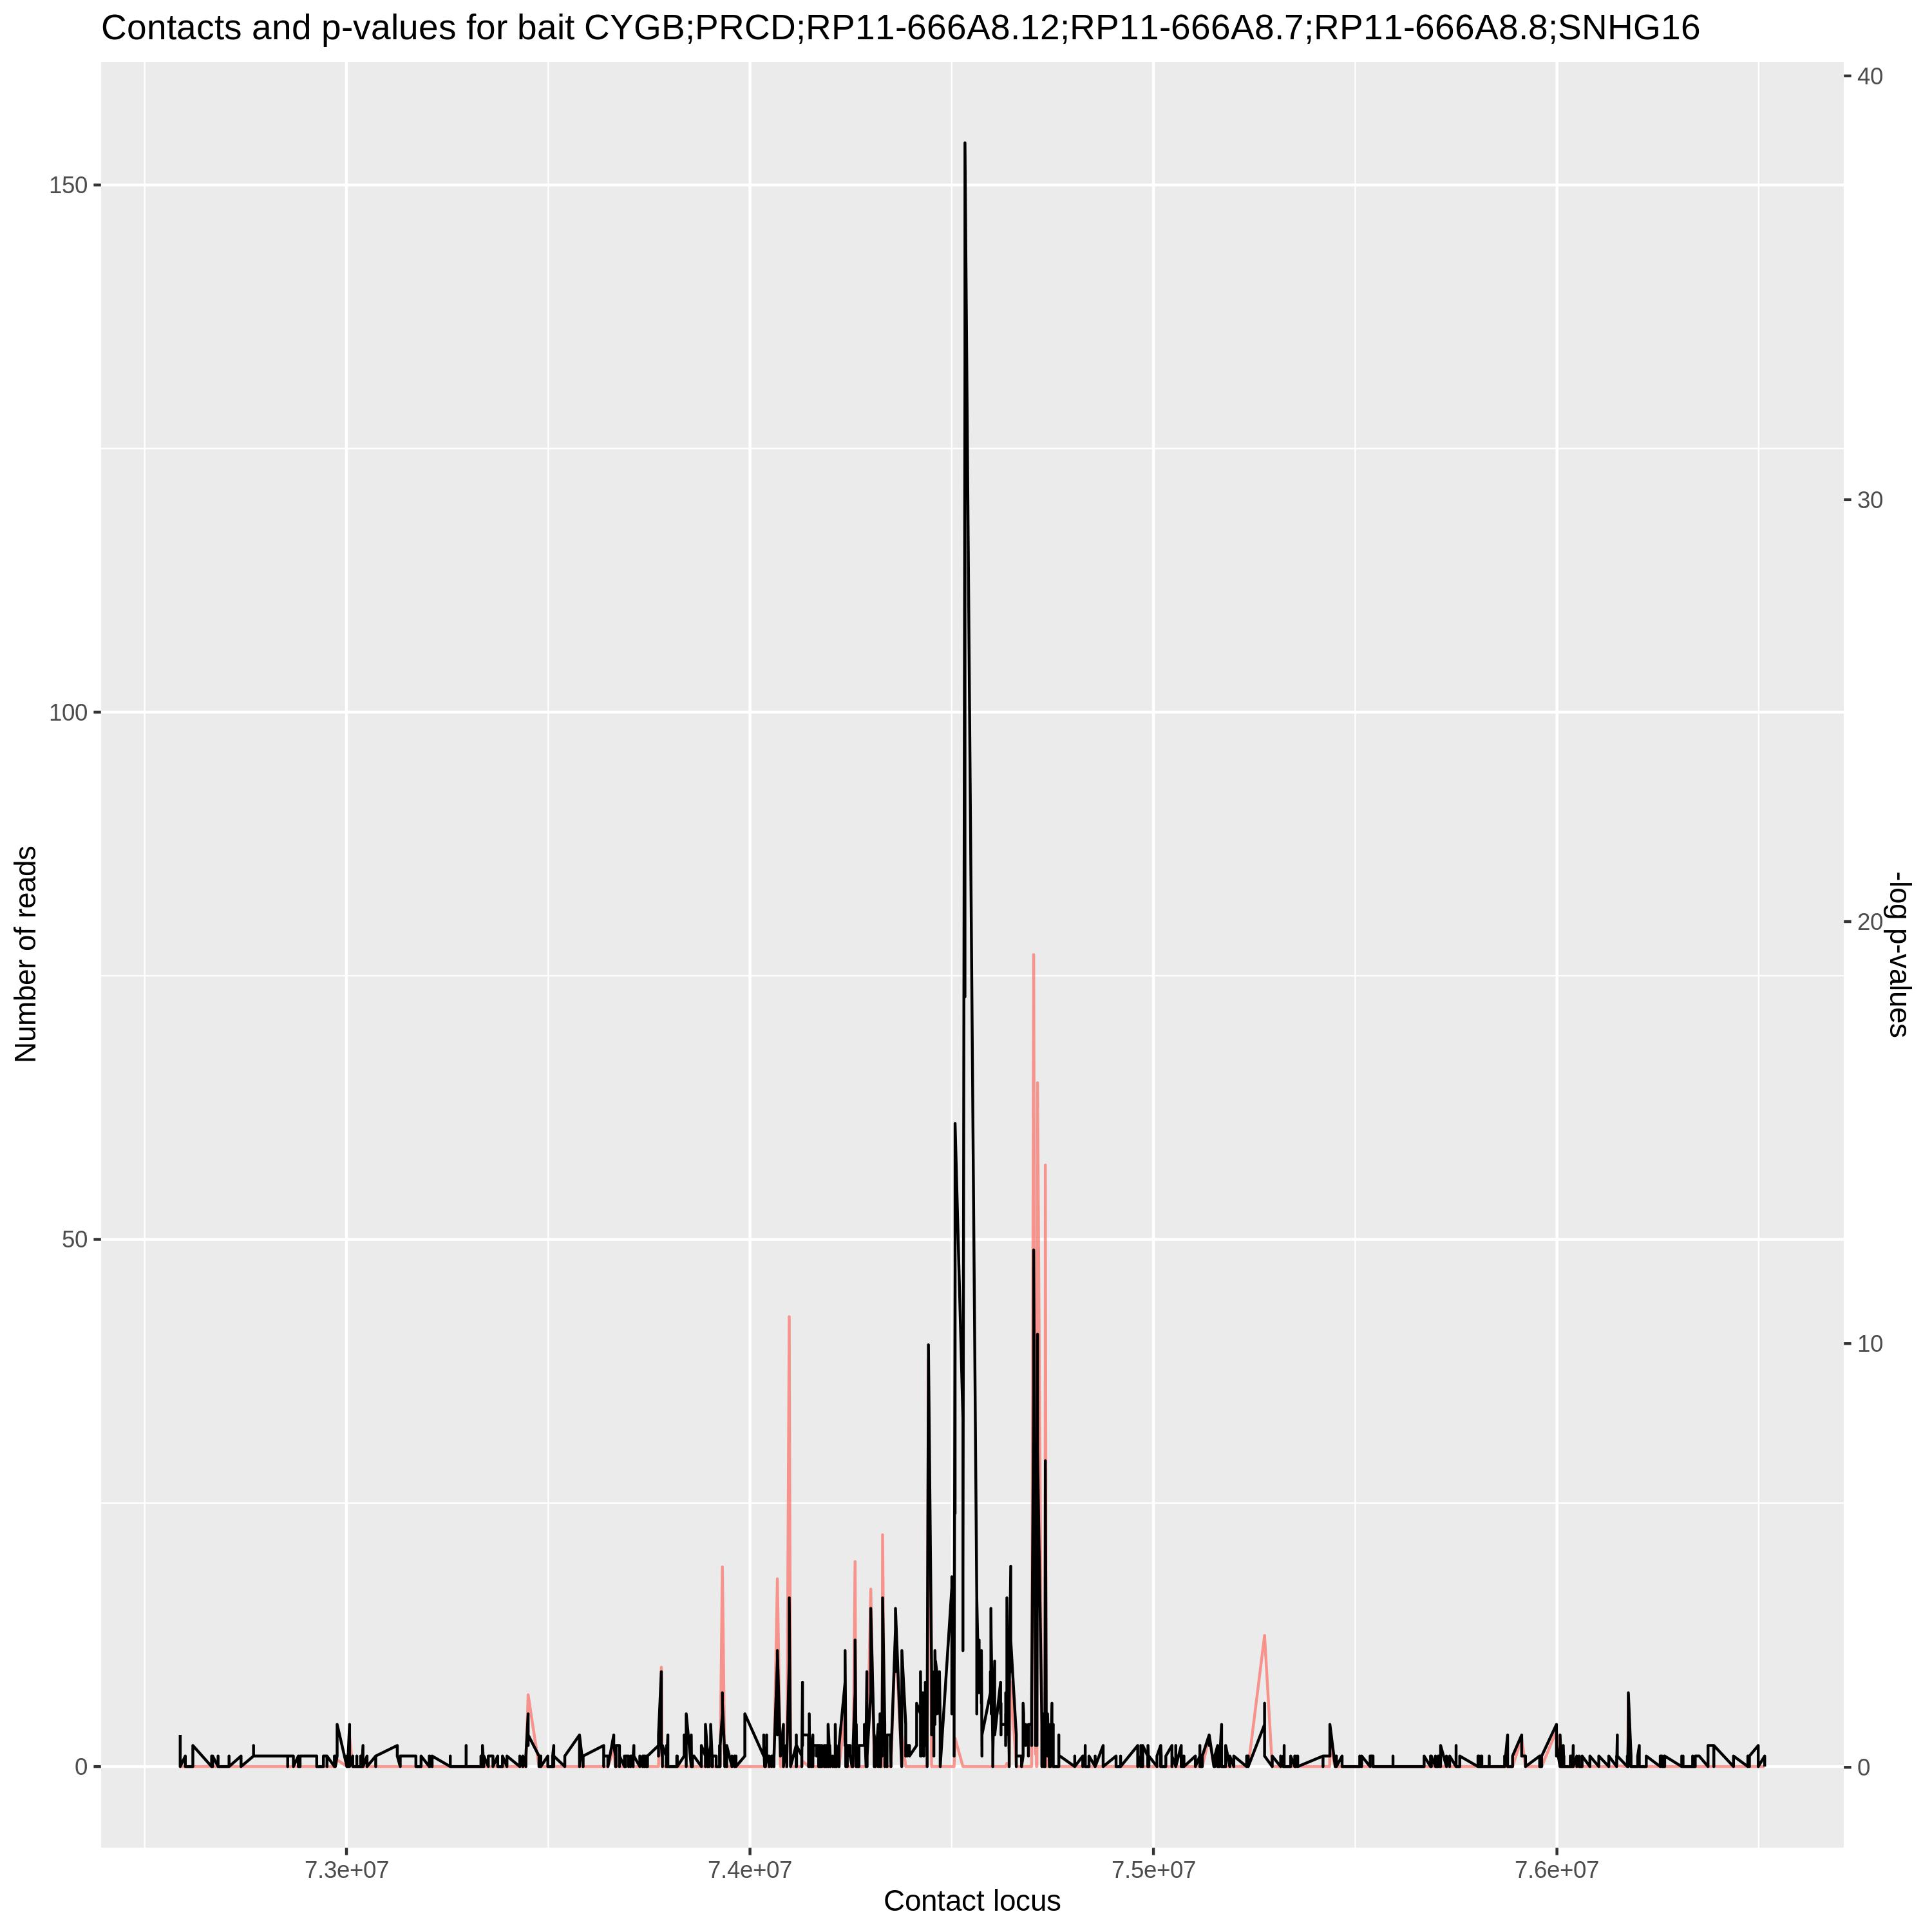 Contacts and p-values for bait CYGB;PRCD;RP11-666A8.12;RP11-666A8.7;RP11-666A8.8;SNHG16
40
150
30
100
20
Number of reads
-log p-values
50
10
0
0
7.3e+07
7.4e+07
7.5e+07
7.6e+07
Contact locus